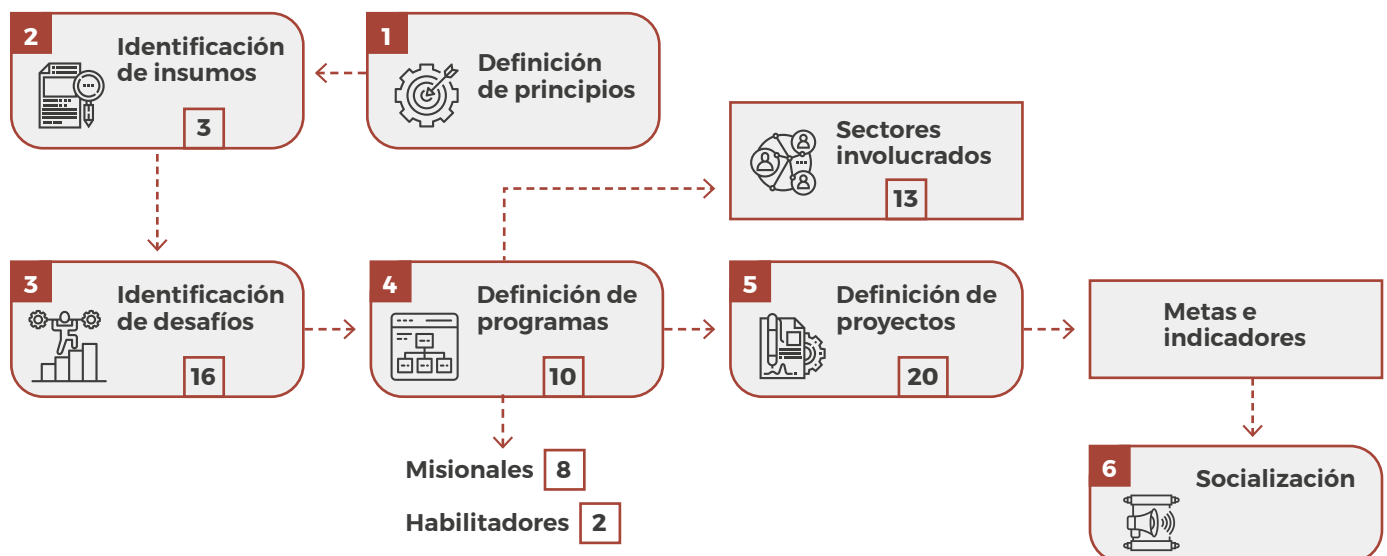 2
Identificación
de insumos
3
1
Definición
de principios
Sectores
involucrados
13
3
Identificación
de desafíos
16
4
Definición de
programas
10
5
Definición de
proyectos
20
Metas e
indicadores
Misionales 8
Habilitadores 2
6
Socialización